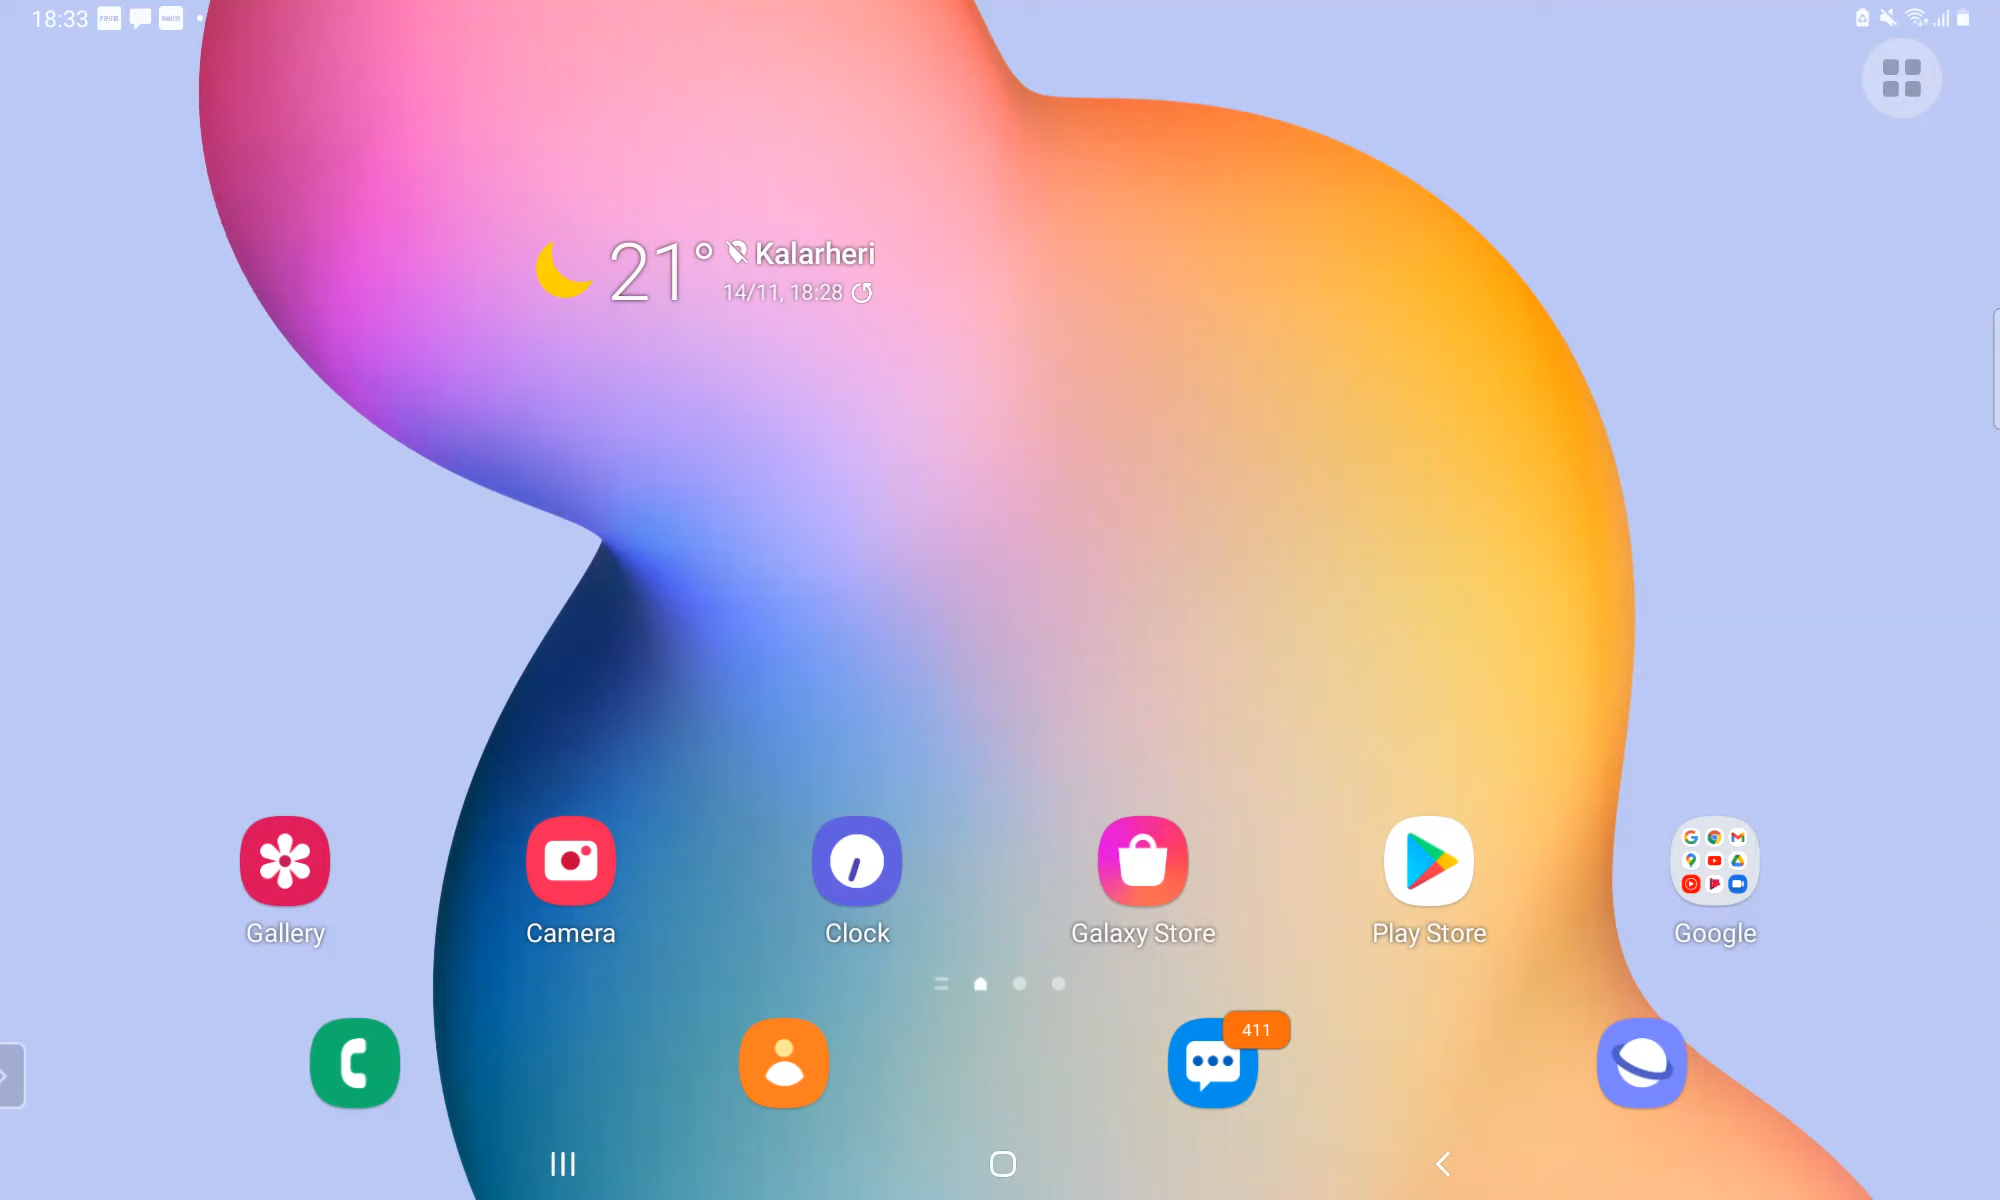 18:33
21° Kalarheri
14/11, 18:28
Gallery
Camera
Clock
Galaxy Store
Play Store
Google
411